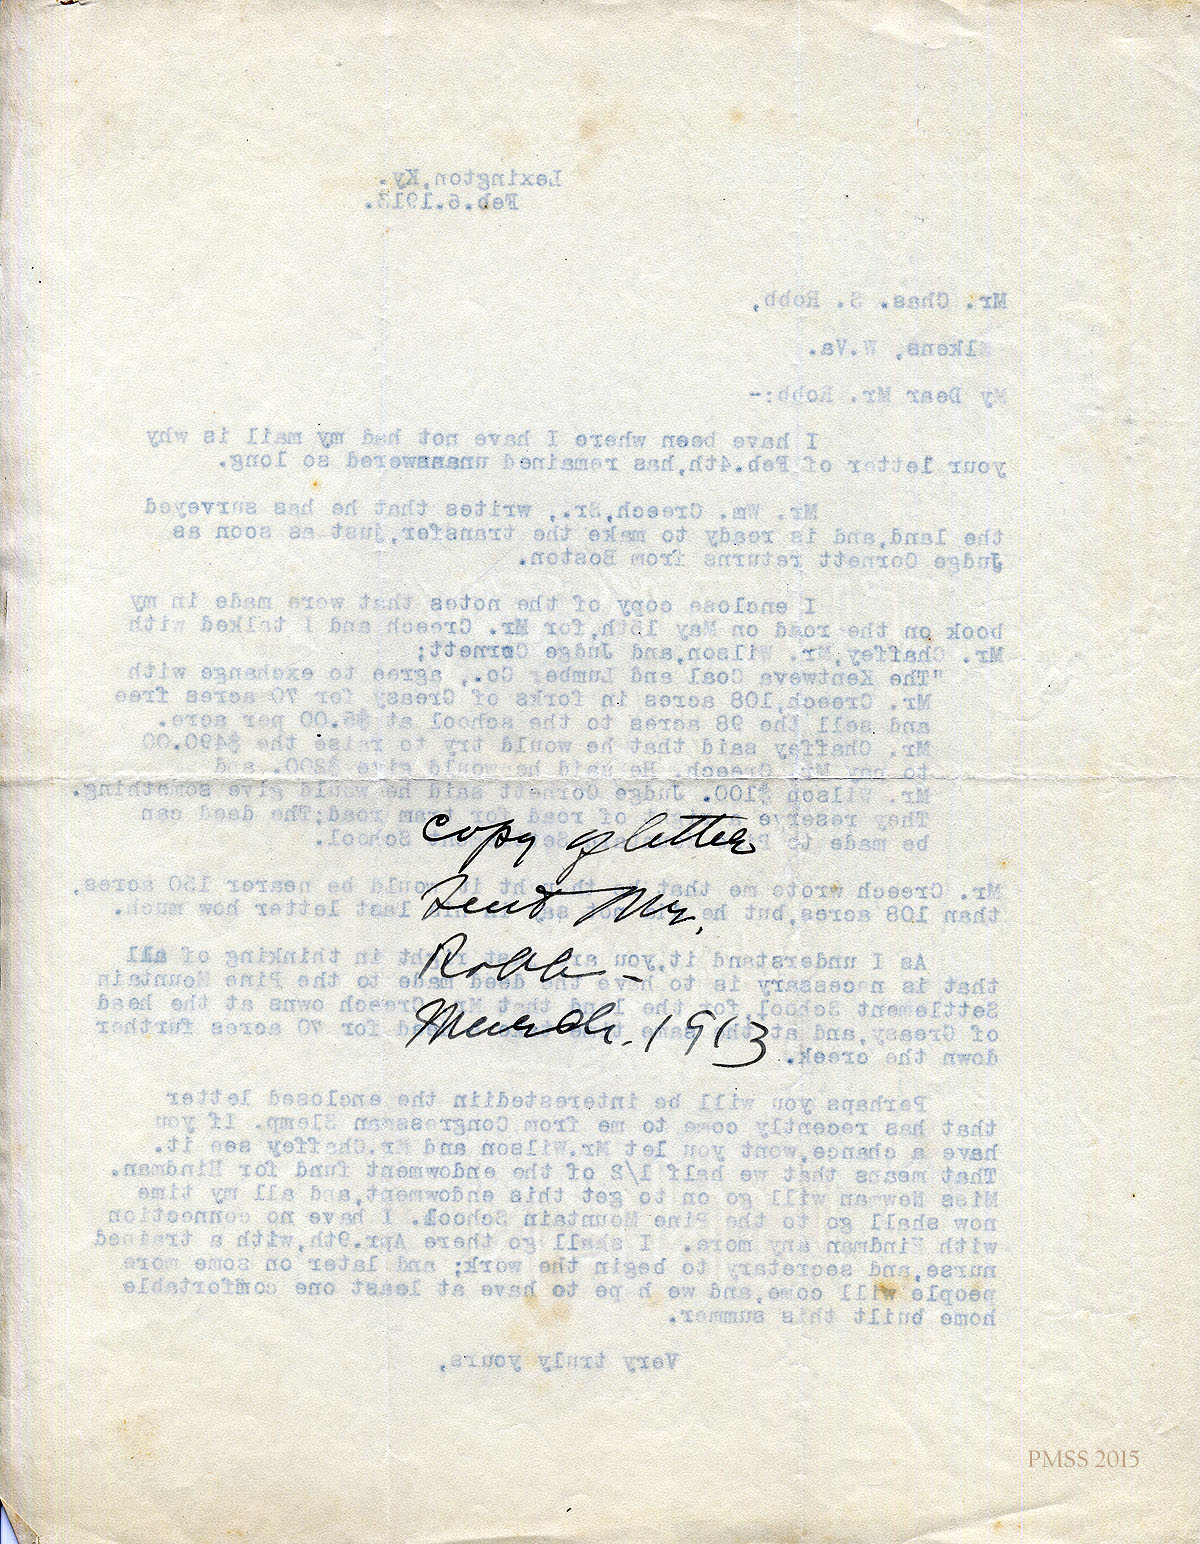 Lexington,Ky.
Feb.6.1913.
Mr. Chas. S. Robb,
Elkens, W.Va.
My Dear Mr. Robb:-
I have been where I have not had my mail is why
your letter of Feb.4th,has remained unanswered so long.
Mr. Wm. Creech,Sr., writes that he has surveyed
the land,and is ready to make the transfer,just as soon as
Judge Cornett returns from Boston.
I enclose copy of the notes that were made in my
book on the road on May 15th,for Mr. Creech and I talked with
Mr. Chaffey,Mr. Wilson,and Judge Cornett;
"The Kentweva Coal and Lumber Co., agree to exchange with
Mr. Creech,108 acres in forks of Greasy for 70 acres free
and sell the 98 acres to the school at $5.00 per acre.
Mr. Chaffey said that he would try to raise the $490.00
to pay Mr. Creech. He said he would give $200. and
Mr. Wilson $100. Judge Cornett said he would give something.
They reserve a of road for tram road;The deed can
be made to School.
copy of letter
sent Mr.
Robb -
March. 1913
Mr. Creech wrote me that he thought it would be nearer 150 acres,
than 108 acres,but he not say in his last letter how much.
As I understand it,you are right in thinking of all
that is necessary is to have the deed made to the Pine Mountain
Settlement School,for the land that Mr. Creech owns at the head
of Greasy,and at the same for 70 acres further
down the creek.
Perhaps you will be interestediin the enclosed letter
that has recently come to me from Congressman Slemp. If you
have a chance,wont you let Mr.Wilson and Mr.Chaffey see it.
That means that we half 1/2 of the endowment fund for Hindman.
Miss Newman will go on to get this endowment,and all my time
now shall go to the Pine Mountain School. I have no connection
with Hindman any more. I shall go there Apr.9th,with a trained
nurse,and secretary to begin the work; and later on some more
people will come,and we h pe to have at least one comfortable
home built this summer.
Very truly yours,
PMSS 2015